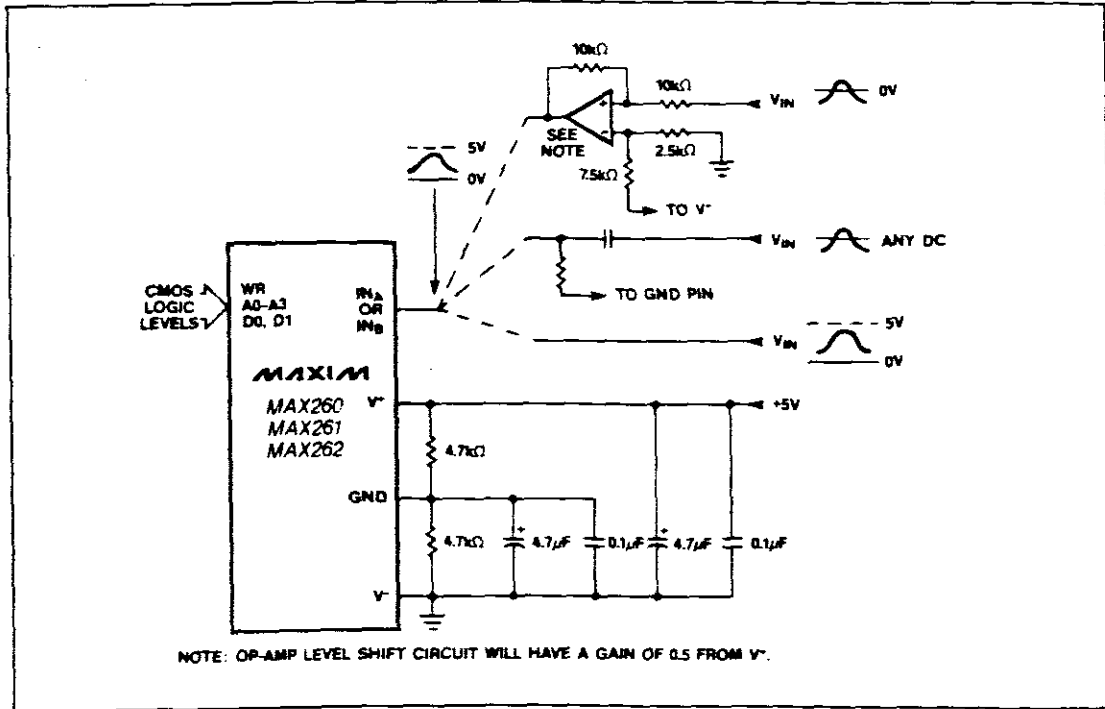 10kΩ
10kΩ
VIN
0V
+
-
SEE
NOTE
2.5kΩ
7.5kΩ
TO V-
5V
0V
VIN
ANY DC
TO GND PIN
CMOS
LOGIC
LEVELS
WR
A0-A3
D0, D1
INA
OR
INB
VIN
5V
0V
MAXIM
MAX260
MAX261
MAX262
V+
+5V
4.7kΩ
GND
4.7kΩ
+
4.7μF
0.1μF
+
4.7μF
0.1μF
V-
NOTE: OP-AMP LEVEL SHIFT CIRCUIT WILL HAVE A GAIN OF 0.5 FROM